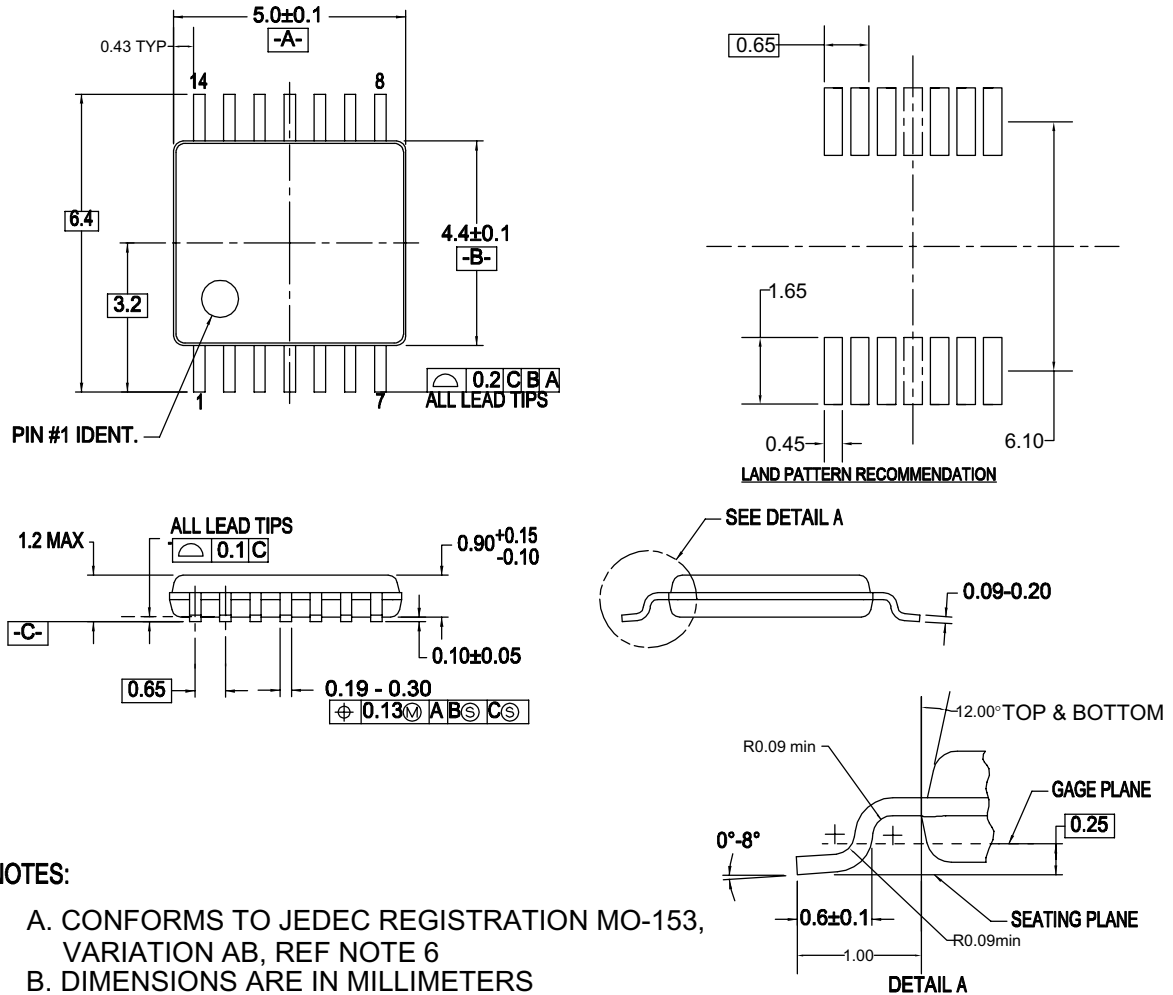 5.0±0.1
-A-
0.43 TYP
14
8
6.4
3.2
4.4±0.1
-B-
0.2 C B A
ALL LEAD TIPS
1
7
PIN #1 IDENT.
0.65
1.65
0.45
6.10
LAND PATTERN RECOMMENDATION
ALL LEAD TIPS
0.1 C
1.2 MAX
0.90+0.15
-0.10
-C-
0.10±0.05
0.65
0.19 - 0.30
⌖ 0.13Ⓜ A BⓈ CⓈ
SEE DETAIL A
0.09-0.20
12.00° TOP & BOTTOM
R0.09 min
GAGE PLANE
0.25
0°-8°
0.6±0.1
SEATING PLANE
R0.09min
1.00
DETAIL A
NOTES:
A. CONFORMS TO JEDEC REGISTRATION MO-153,
VARIATION AB, REF NOTE 6
B. DIMENSIONS ARE IN MILLIMETERS